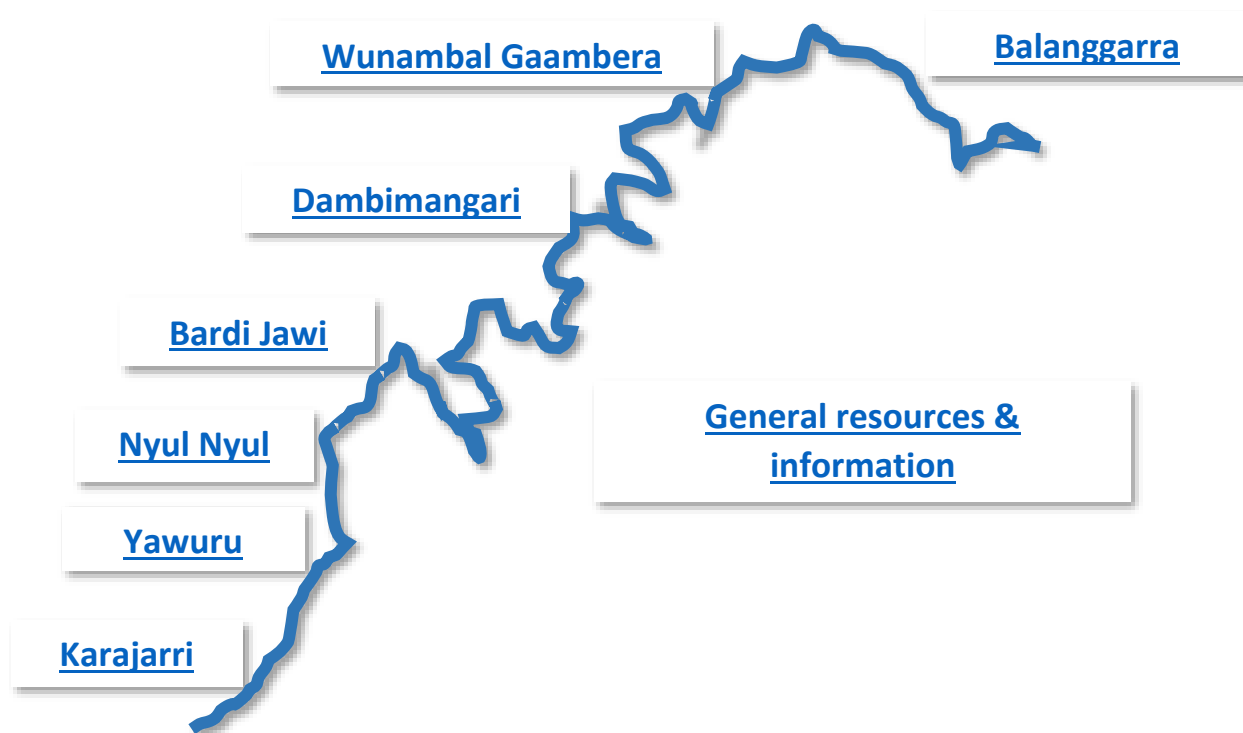 Wunambal Gaambera
Balanggarra
Dambimangari
Bardi Jawi
General resources &
information
Nyul Nyul
Yawuru
Karajarri